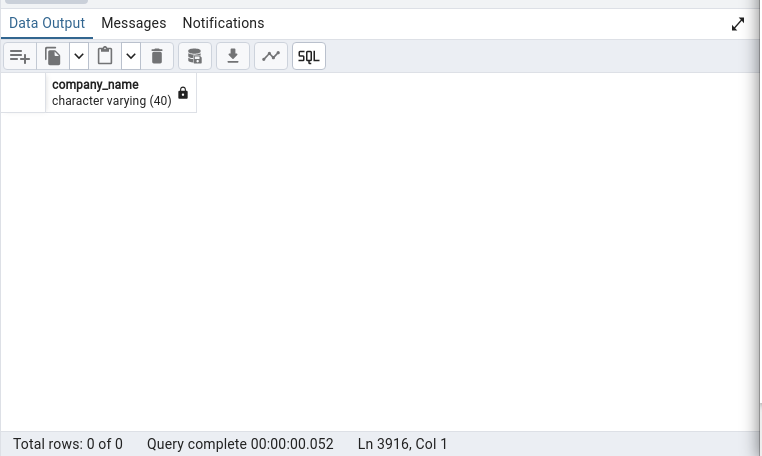 Data Output Messages Notifications
SQL
company_name
character varying (40)
Total rows: 0 of 0 Query complete 00:00:00.052 Ln 3916, Col 1